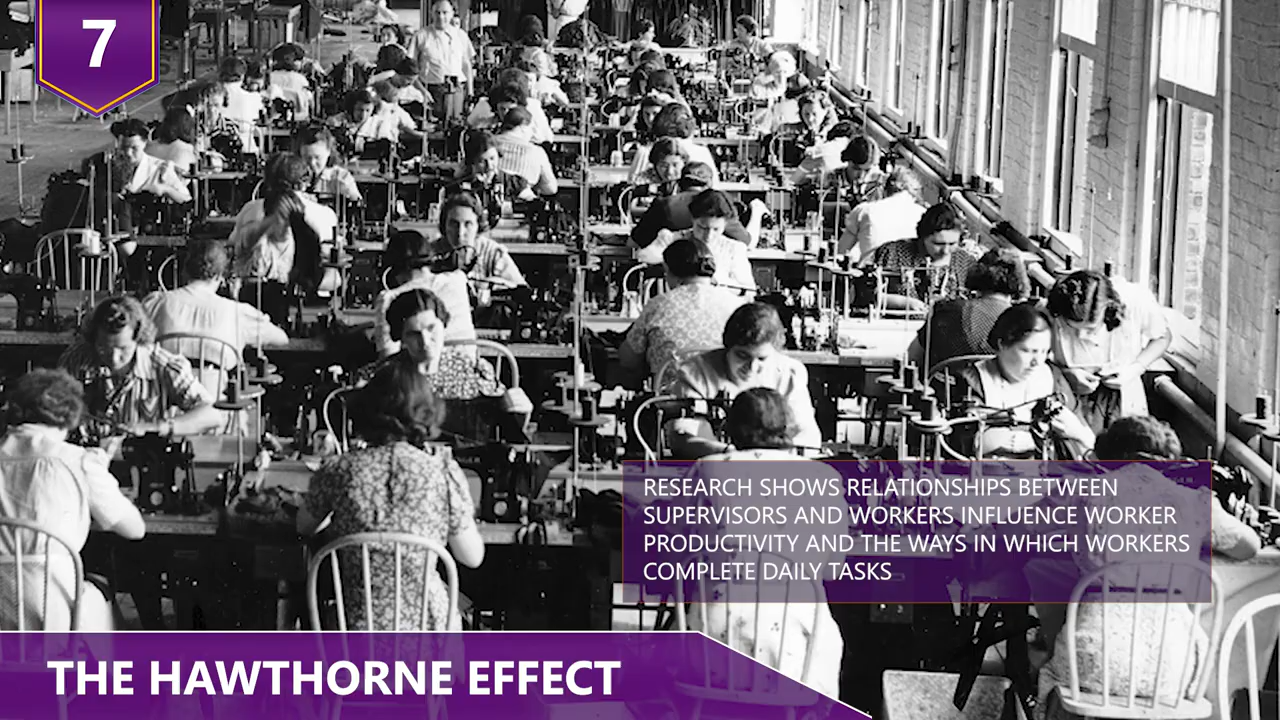 7
RESEARCH SHOWS RELATIONSHIPS BETWEEN
SUPERVISORS AND WORKERS INFLUENCE WORKER
PRODUCTIVITY AND THE WAYS IN WHICH WORKERS
COMPLETE DAILY TASKS
THE HAWTHORNE EFFECT